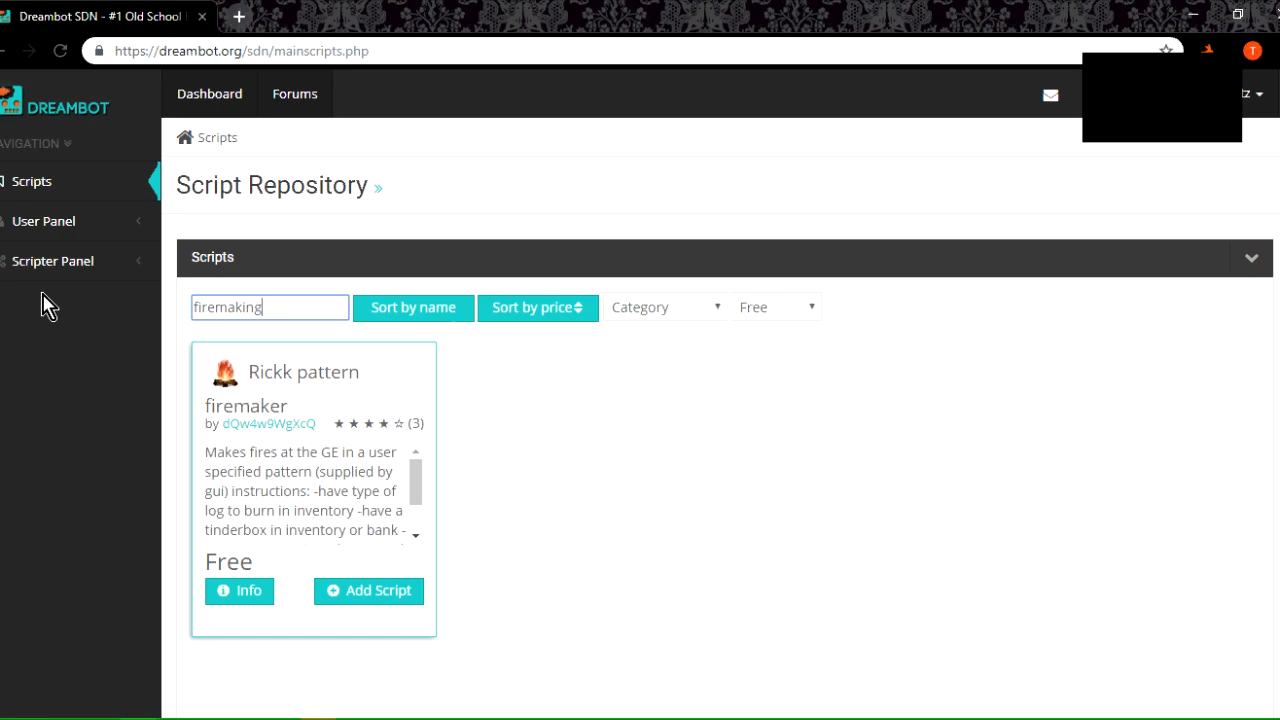 Dreambot SDN - #1 Old School
https://dreambot.org/sdn/mainscripts.php
T
DREAMBOT
Dashboard
Forums
tz
AVIGATION
Scripts
Scripts
User Panel
Scripter Panel
Script Repository »
Scripts
firemaking
Sort by name
Sort by price
Category
Free
Rickk pattern
firemaker
by dQw4w9WgXcQ ★ ★ ★ ★ ☆ (3)
Makes fires at the GE in a user
specified pattern (supplied by
gui) instructions: -have type of
log to burn in inventory -have a
tinderbox in inventory or bank -
Free
Info
Add Script